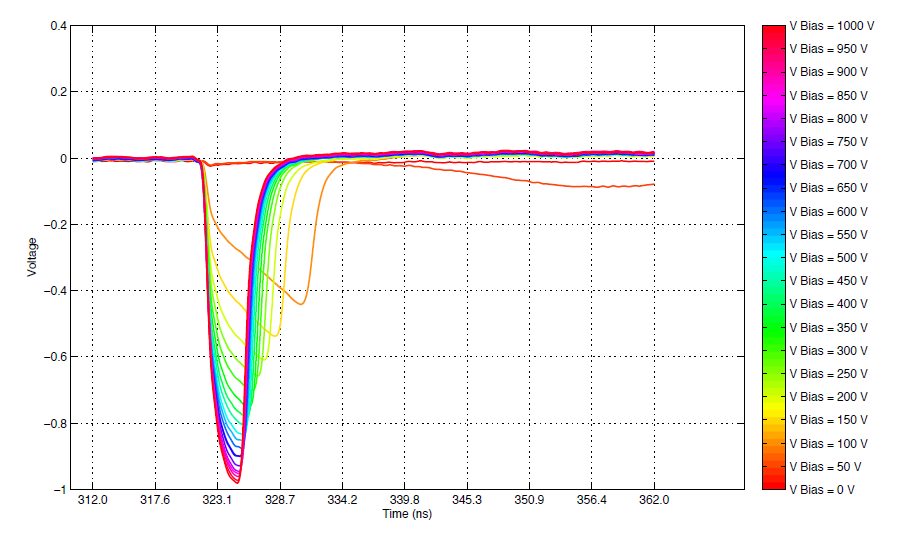 0.4
0.2
0
−0.2
−0.4
−0.6
−0.8
−1
Voltage
312.0 317.6 323.1 328.7 334.2 339.8 345.3 350.9 356.4 362.0
Time (ns)
V Bias = 1000 V
V Bias = 950 V
V Bias = 900 V
V Bias = 850 V
V Bias = 800 V
V Bias = 750 V
V Bias = 700 V
V Bias = 650 V
V Bias = 600 V
V Bias = 550 V
V Bias = 500 V
V Bias = 450 V
V Bias = 400 V
V Bias = 350 V
V Bias = 300 V
V Bias = 250 V
V Bias = 200 V
V Bias = 150 V
V Bias = 100 V
V Bias = 50 V
V Bias = 0 V